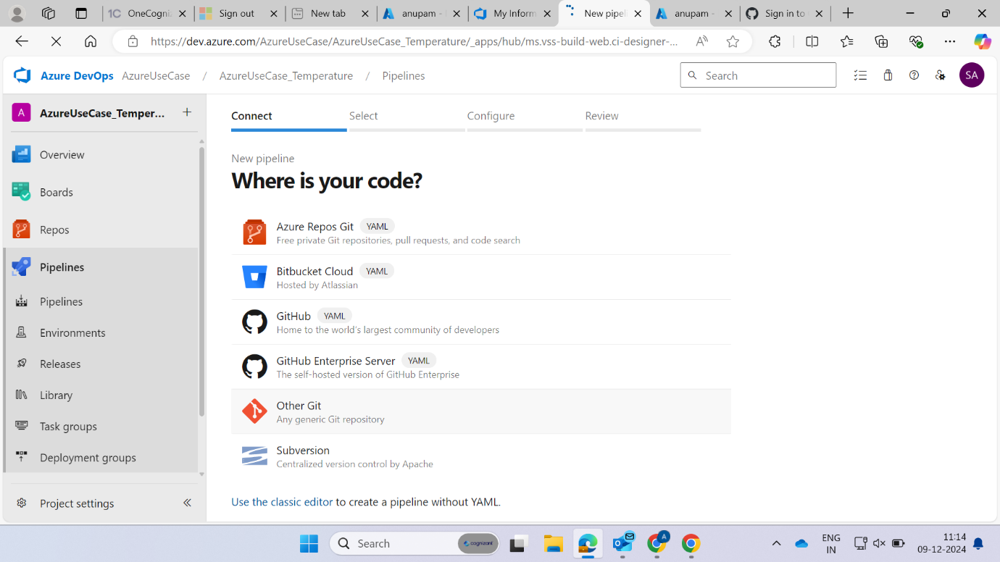 OneCogniz
Sign out
New tab
anupam -
My Inform
New pipeli
anupam -
Sign in to
https://dev.azure.com/AzureUseCase/AzureUseCase_Temperature/_apps/hub/ms.vss-build-web.ci-designer-...
Azure DevOps AzureUseCase / AzureUseCase_Temperature / Pipelines
Search
SA
A AzureUseCase_Temper... +
Overview
Boards
Repos
Pipelines
Pipelines
Environments
Releases
Library
Task groups
Deployment groups
Project settings
Connect Select Configure Review
New pipeline
Where is your code?
Azure Repos Git YAML
Free private Git repositories, pull requests, and code search
Bitbucket Cloud YAML
Hosted by Atlassian
GitHub YAML
Home to the world's largest community of developers
GitHub Enterprise Server YAML
The self-hosted version of GitHub Enterprise
Other Git
Any generic Git repository
Subversion
Centralized version control by Apache
Use the classic editor to create a pipeline without YAML.
Search cognizant
A
ENG
IN
11:14
09-12-2024